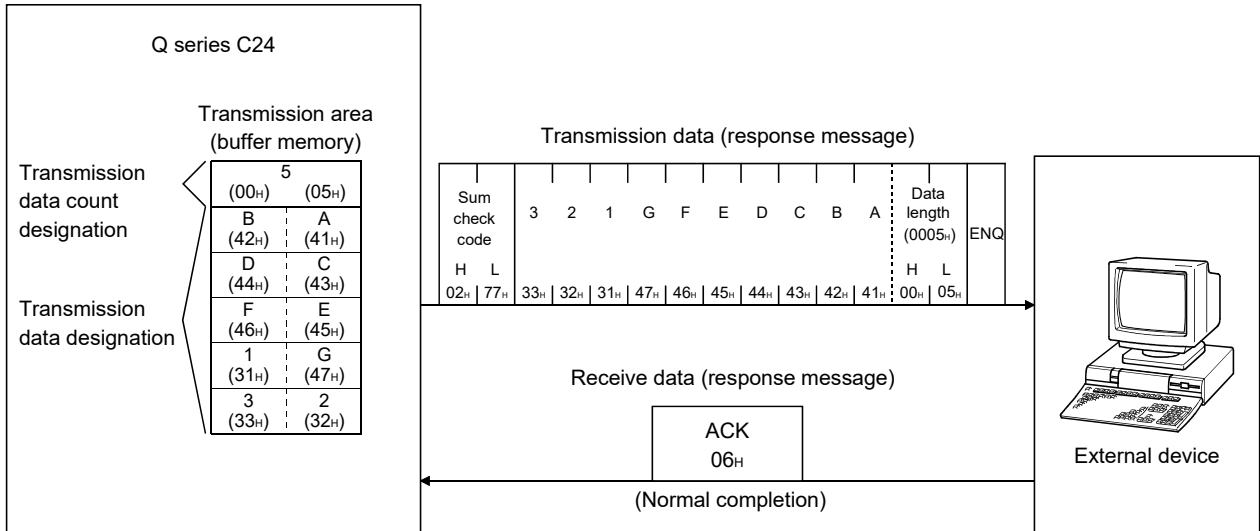 Q series C24
Transmission area
(buffer memory)
Transmission
data count
designation
5
(00H) (05H)
B A
(42H) (41H)
D C
(44H) (43H)
Transmission
data designation
F E
(46H) (45H)
1 G
(31H) (47H)
3 2
(33H) (32H)
Transmission data (response message)
Sum
check
code
H L
3 2 1 G F E D C B A
Data
length
(0005H)
H L
ENQ
02H 77H 33H 32H 31H 47H 46H 45H 44H 43H 42H 41H 00H 05H
Receive data (response message)
ACK
06H
(Normal completion)
External device